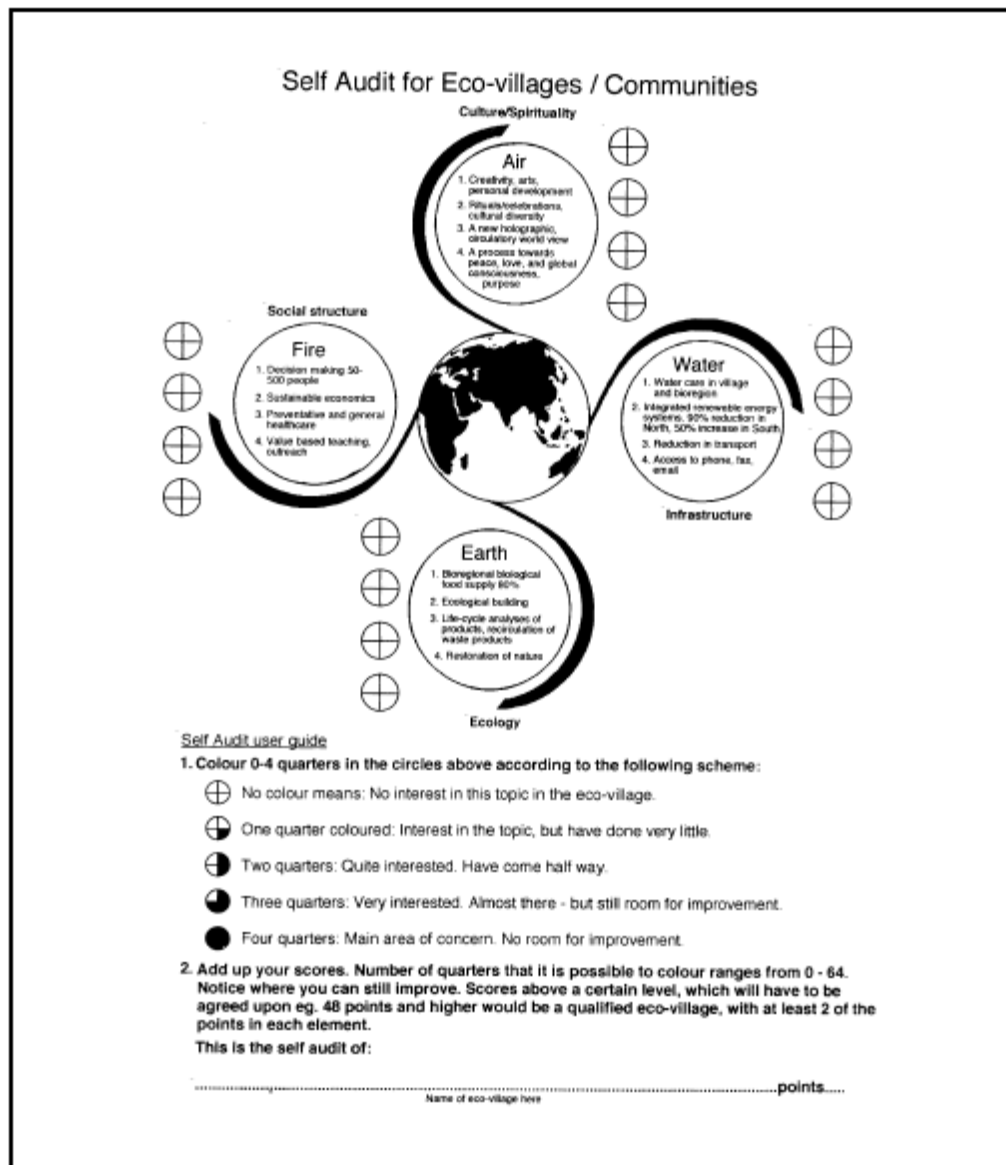 Self Audit for Eco-villages / Communities
Culture/Spirituality
Air
1. Creativity, arts,
personal development
2. Rituals/celebrations,
cultural diversity
3. A new holographic,
circulatory world view
4. A process towards
peace, love, and global
consciousness,
purpose
Social structure
Fire
1. Decision making 50-
500 people
2. Sustainable economics
3. Preventative and general
healthcare
4. Value based teaching,
outreach
Water
1. Water care in village
and bioregion
2. Integrated renewable energy
systems, 90% reduction in
North, 50% increase in South
3. Reduction in transport
4. Access to phone, fax,
email
Infrastructure
Earth
1. Bioregional biological
food supply 80%
2. Ecological building
3. Life-cycle analyses of
products, recirculation of
waste products
4. Restoration of nature
Ecology
Self Audit user guide
1. Colour 0-4 quarters in the circles above according to the following scheme:
No colour means: No interest in this topic in the eco-village.
One quarter coloured: Interest in the topic, but have done very little.
Two quarters: Quite interested. Have come half way.
Three quarters: Very interested. Almost there - but still room for improvement.
Four quarters: Main area of concern. No room for improvement.
2. Add up your scores. Number of quarters that it is possible to colour ranges from 0 - 64.
Notice where you can still improve. Scores above a certain level, which will have to be
agreed upon eg. 48 points and higher would be a qualified eco-village, with at least 2 of the
points in each element.
This is the self audit of:
points
Name of eco-village here